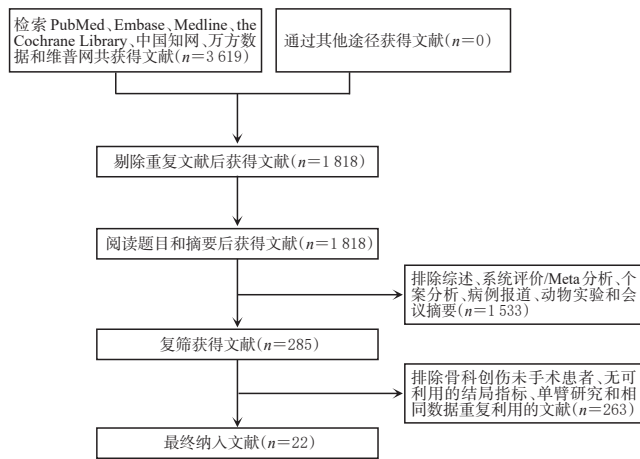 检索 PubMed、Embase、Medline、the
Cochrane Library、中国知网、万方数
据和维普网共获得文献(n=3 619)
通过其他途径获得文献(n=0)
剔除重复文献后获得文献(n=1 818)
阅读题目和摘要后获得文献(n=1 818)
排除综述、系统评价/Meta 分析、个
案分析、病例报道、动物实验和会
议摘要(n=1 533)
复筛获得文献(n=285)
排除骨科创伤未手术患者、无可
利用的结局指标、单臂研究和相
同数据重复利用的文献(n=263)
最终纳入文献(n=22)